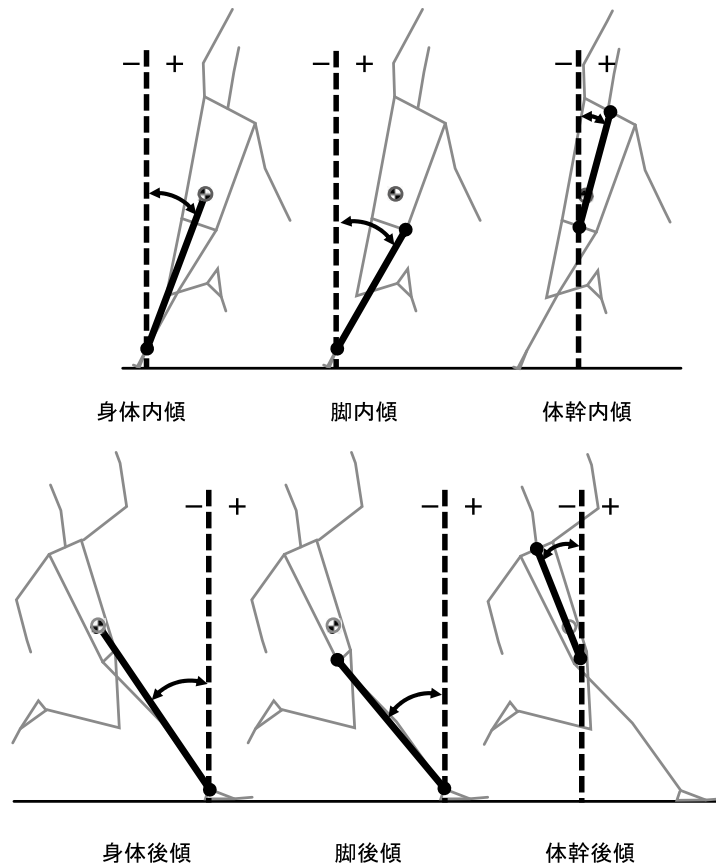 − + − + − +
身体内傾 脚内傾 体幹内傾
− + − + − +
身体後傾 脚後傾 体幹後傾